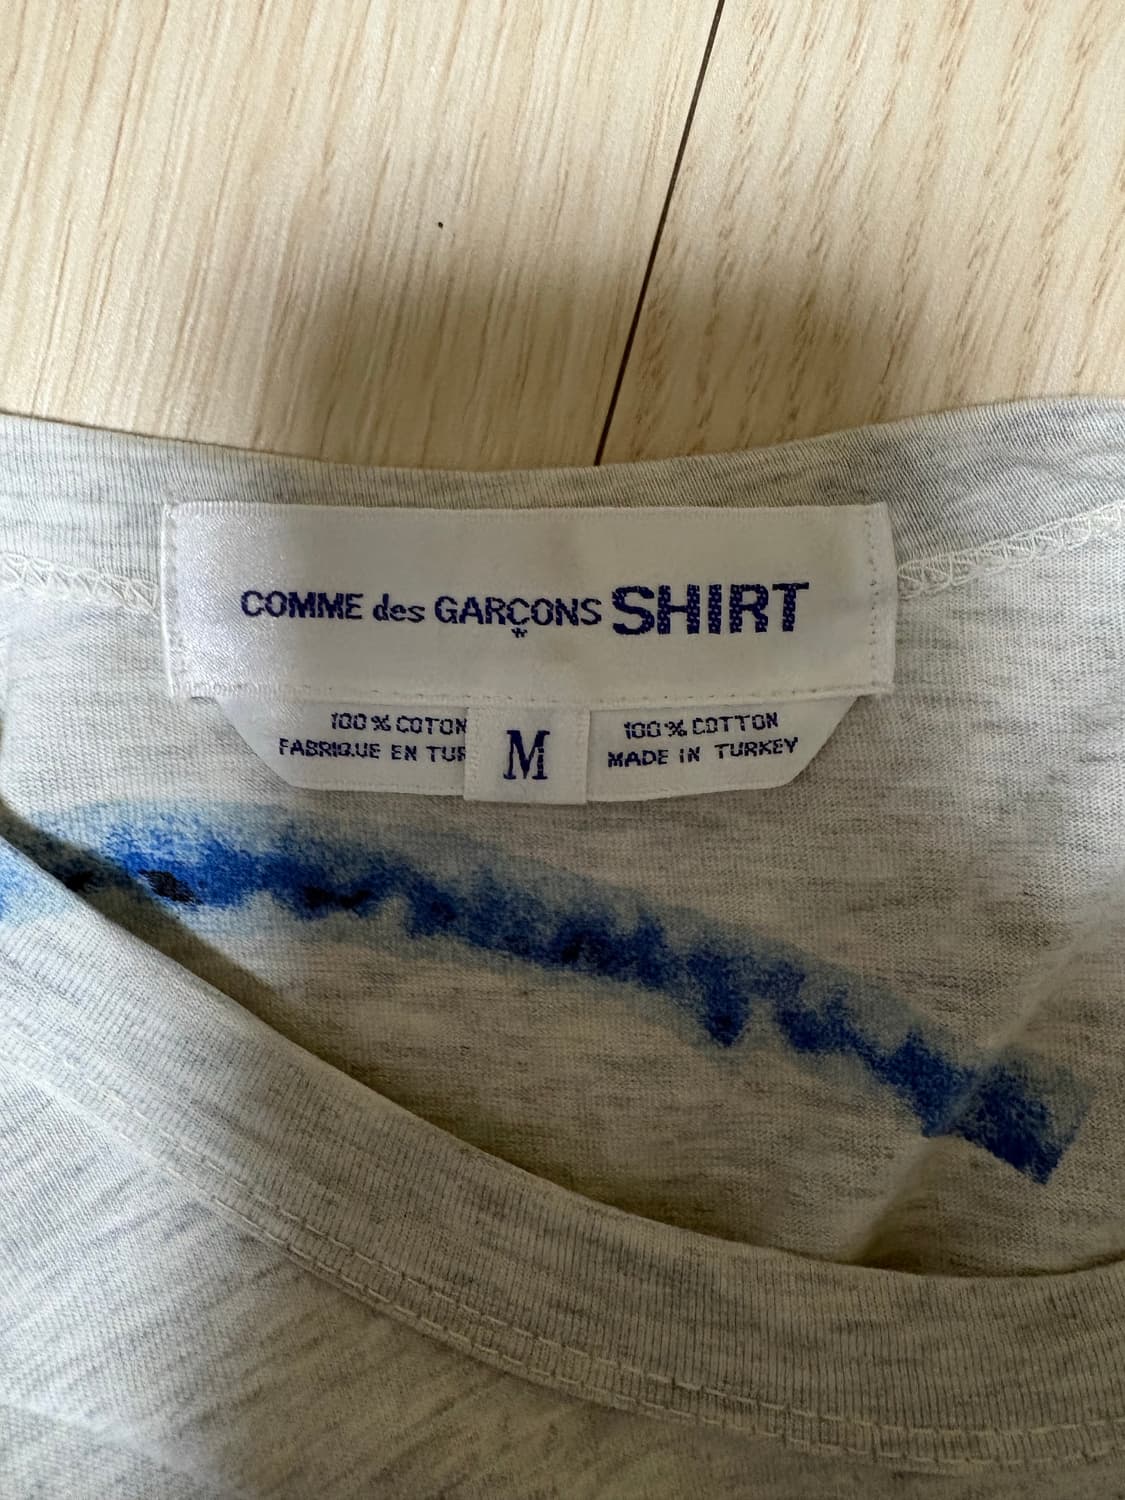 COMME des GARÇONS SHIRT
100% COTON
FABRIQUE EN TUR
M
100% COTTON
MADE IN TURKEY